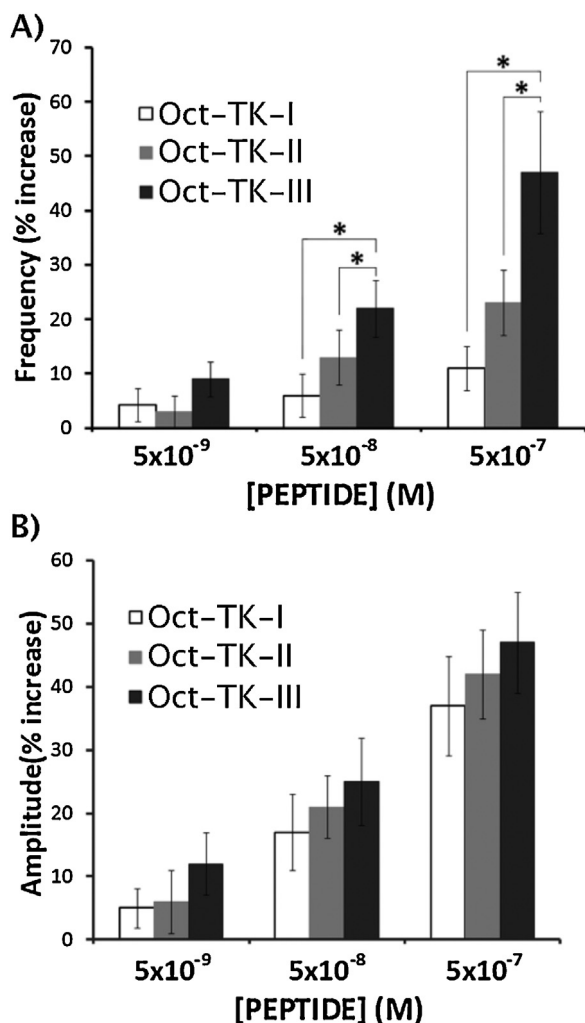 A)
Frequency (% increase)
70
60
50
40
30
20
10
0
Oct-TK-I
Oct-TK-II
Oct-TK-III
*
*
*
*
5x10⁻⁹ 5x10⁻⁸ 5x10⁻⁷
[PEPTIDE] (M)
B)
Amplitude(% increase)
60
50
40
30
20
10
0
Oct-TK-I
Oct-TK-II
Oct-TK-III
5x10⁻⁹ 5x10⁻⁸ 5x10⁻⁷
[PEPTIDE] (M)